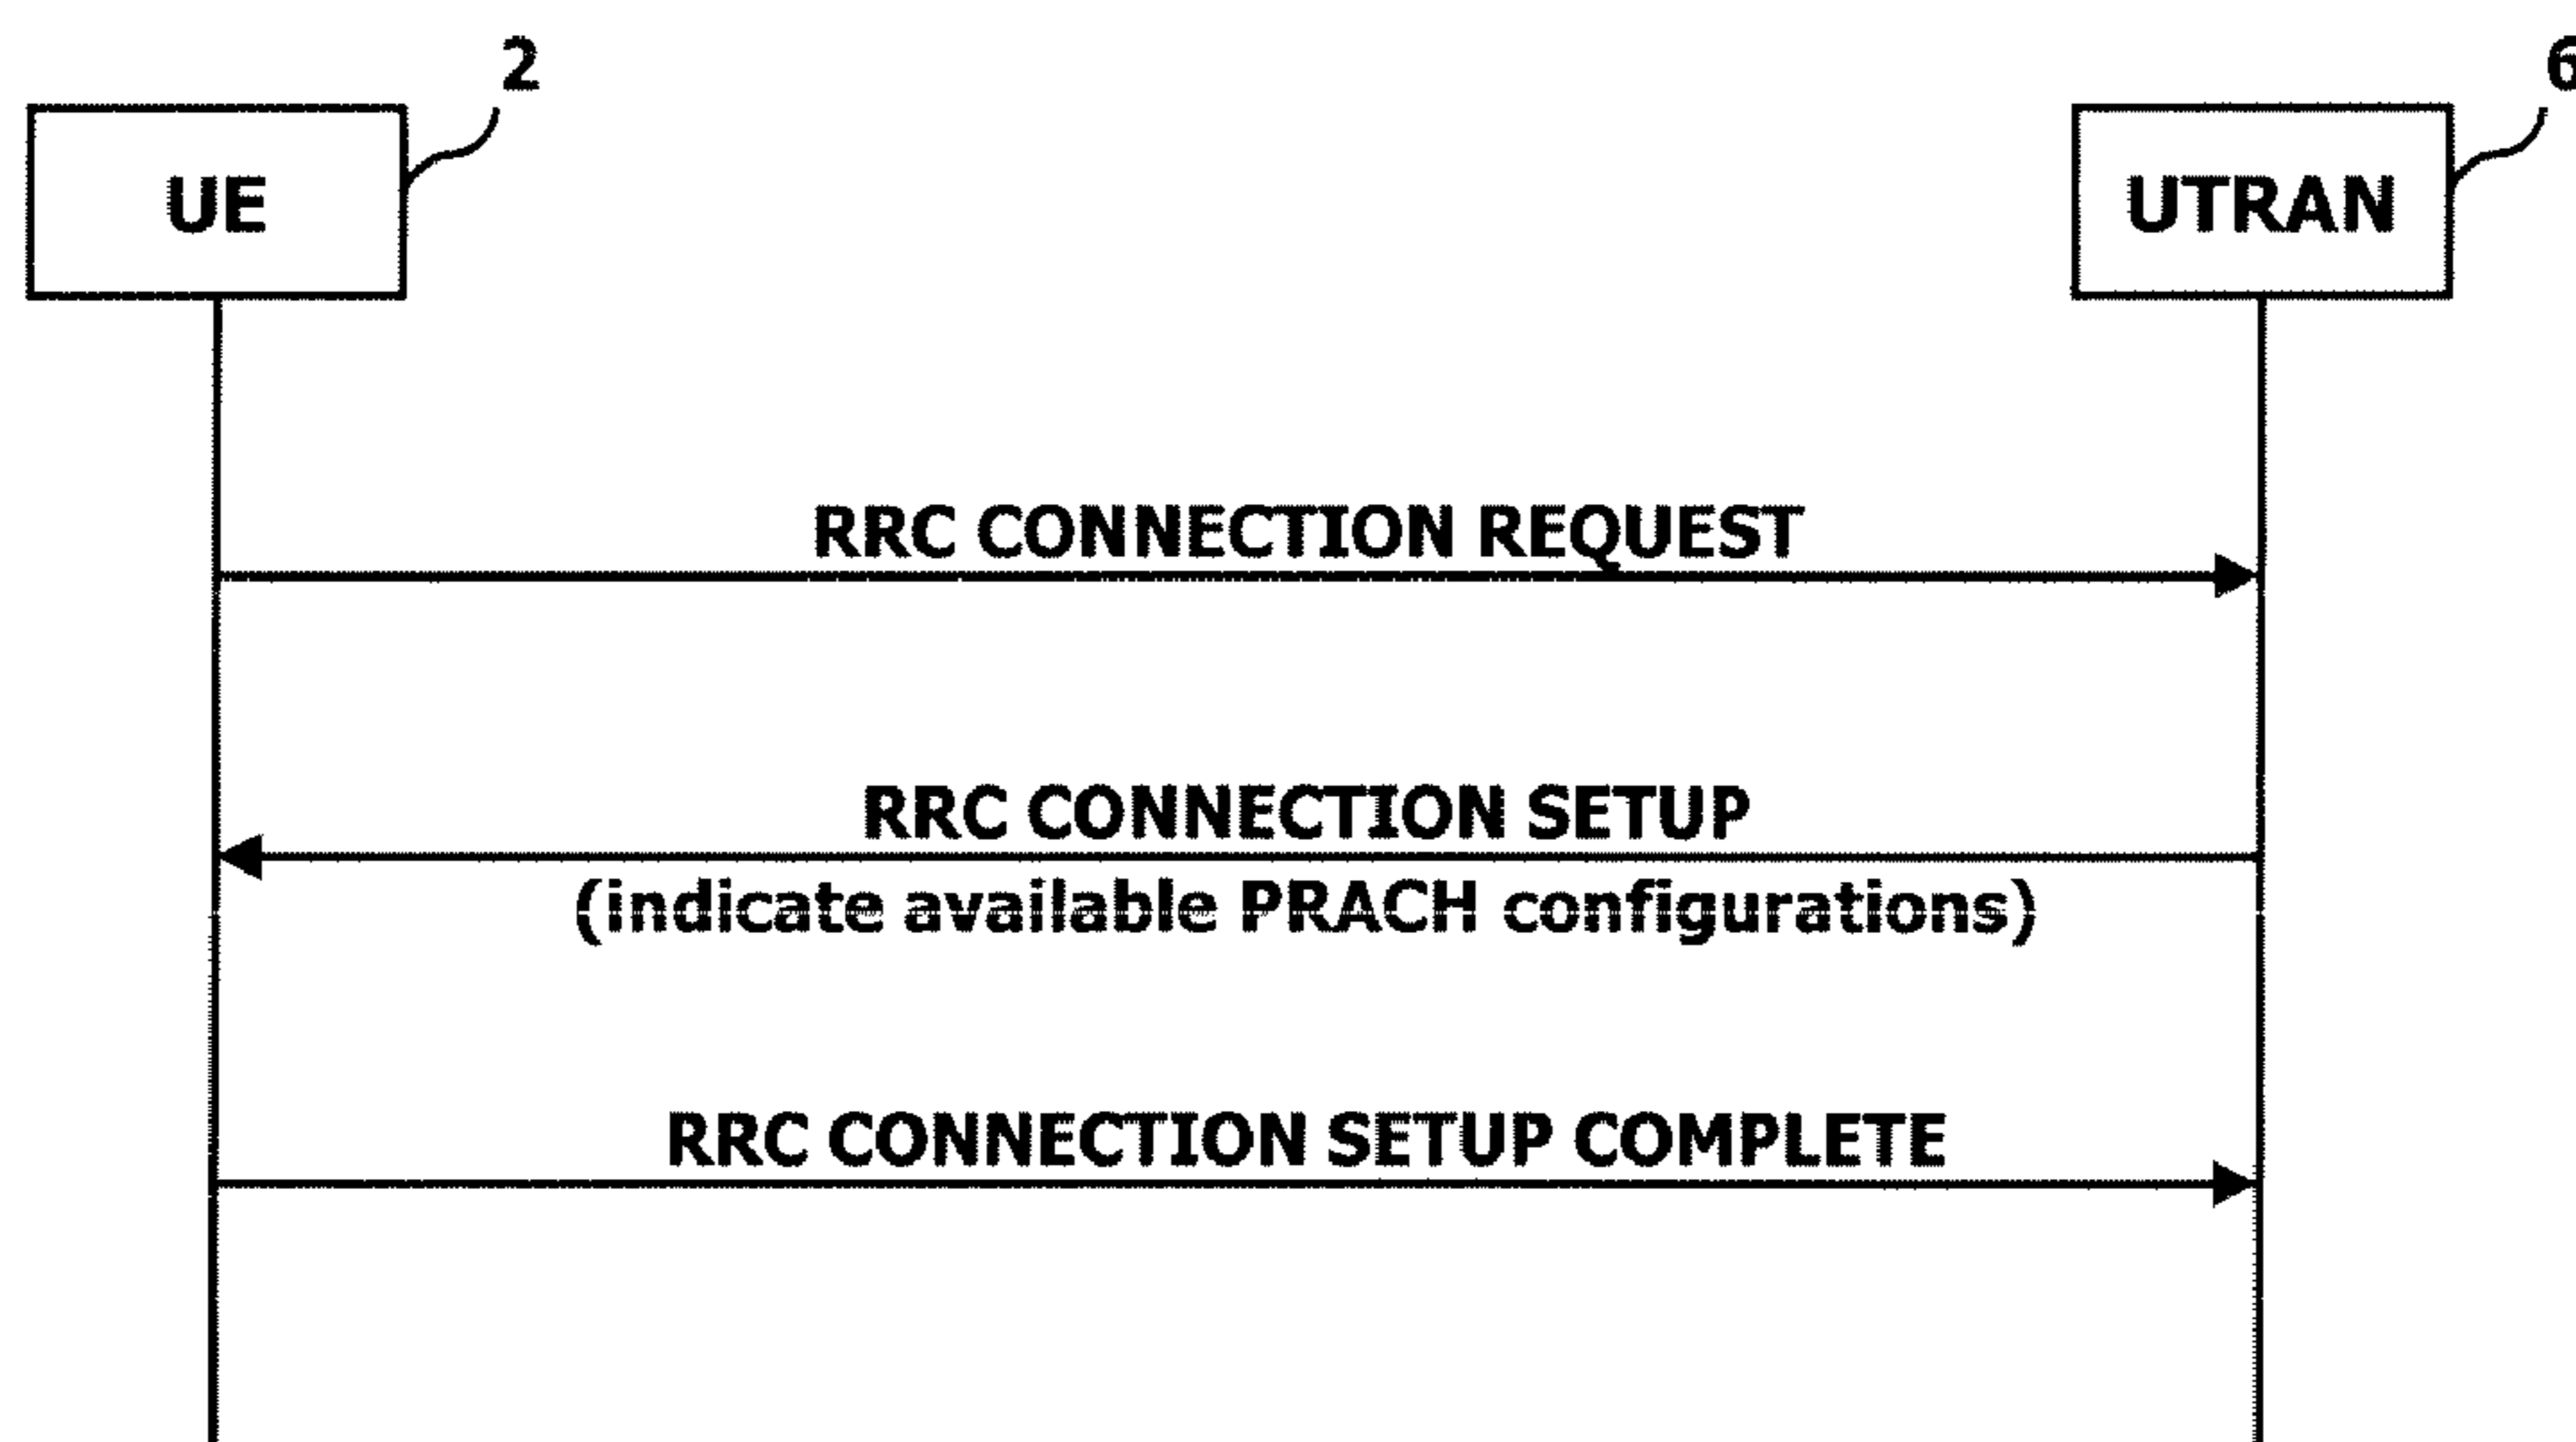 2
6
UE
UTRAN
RRC CONNECTION REQUEST
RRC CONNECTION SETUP
(indicate available PRACH configurations)
RRC CONNECTION SETUP COMPLETE